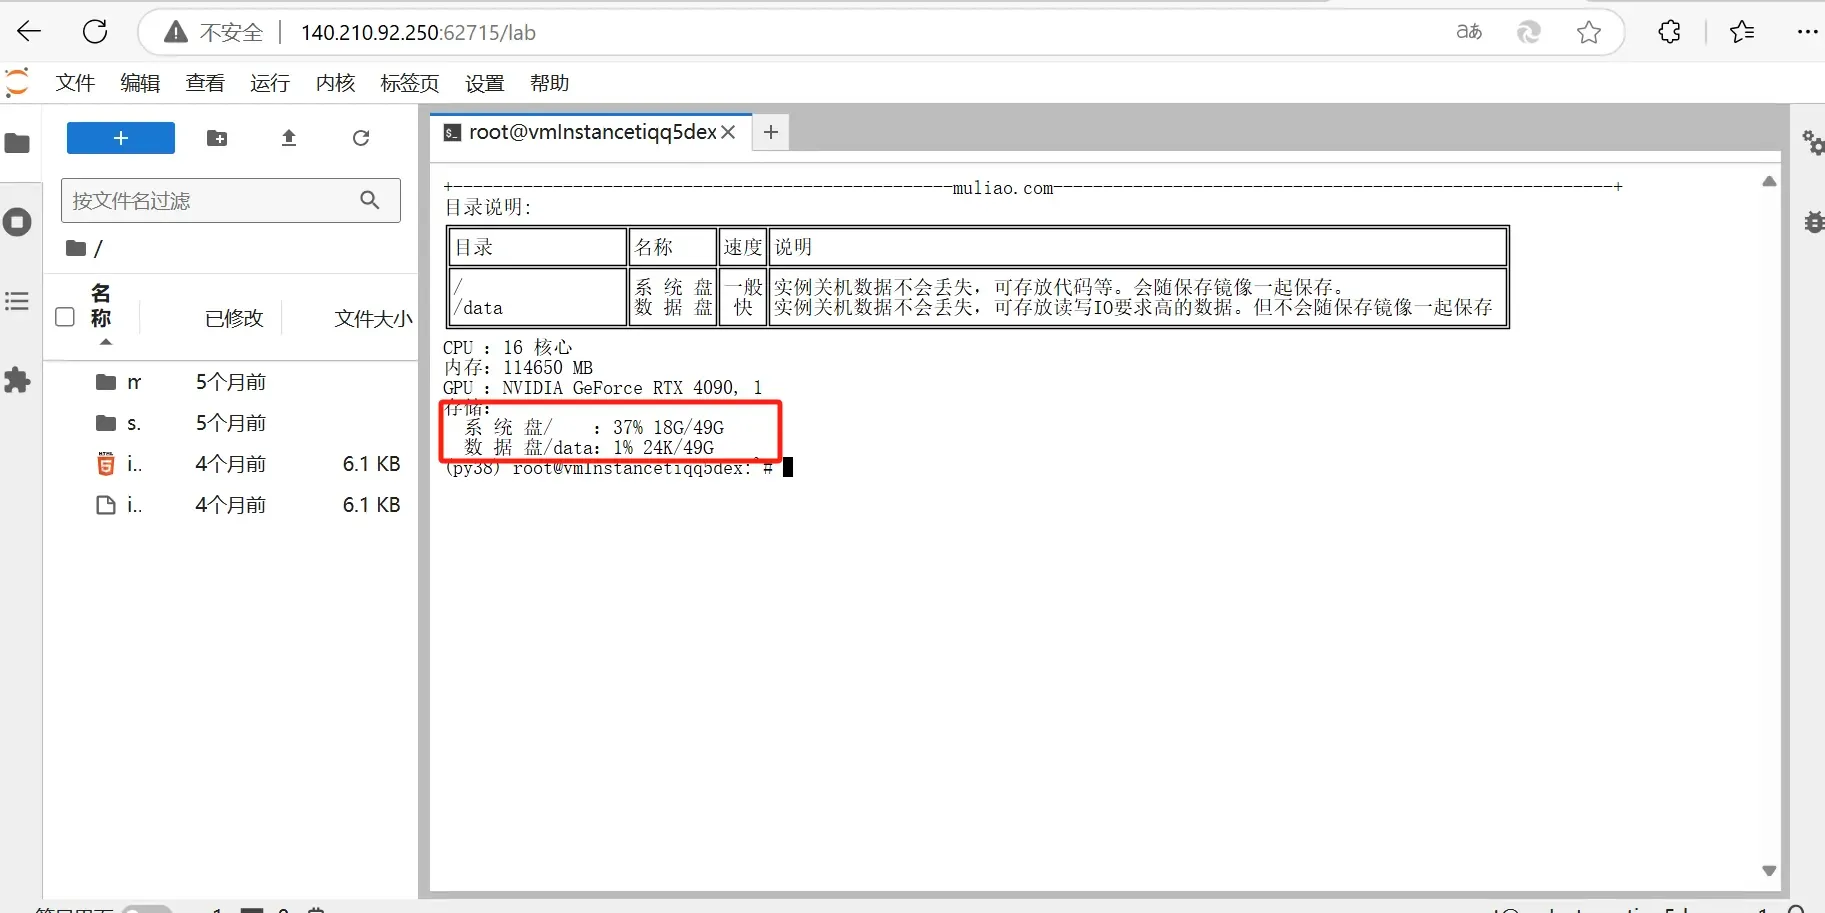 不安全 140.210.92.250:62715/lab
文件 编辑 查看 运行 内核 标签页 设置 帮助
root@vmInstancetiqq5dex
按文件名过滤
/
名称 已修改 文件大小
m 5个月前
s. 5个月前
i.. 4个月前 6.1 KB
i.. 4个月前 6.1 KB
+--------------------------------------------------muliao.com--------------------------------------------------------+
目录说明:
目录 名称 速度 说明
/ 系 统 盘 一般 实例关机数据不会丢失，可存放代码等。会随保存镜像一起保存。
/data 数 据 盘 快 实例关机数据不会丢失，可存放读写IO要求高的数据。但不会随保存镜像一起保存
CPU : 16 核心
内存: 114650 MB
GPU : NVIDIA GeForce RTX 4090, 1
存储:
系 统 盘/ : 37% 18G/49G
数 据 盘/data: 1% 24K/49G
(py38) root@vmInstancetiqq5dex:~#